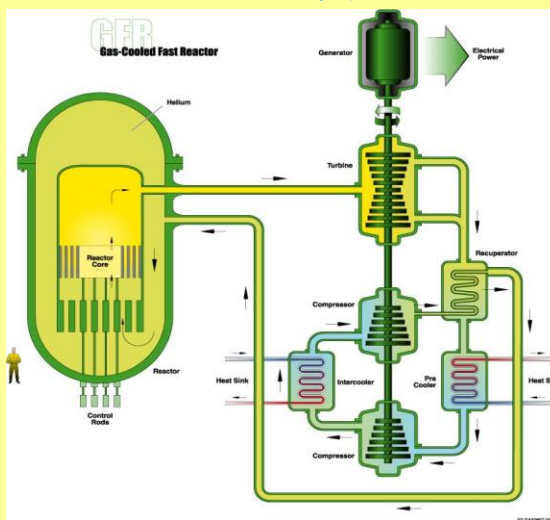 GFR
Gas-Cooled Fast Reactor
Generator
Electrical
Power
Helium
Turbine
Reactor
Core
Recuperator
Compressor
Heat Sink
Intercooler
Pre
Cooler
Heat S
Reactor
Control
Rods
Compressor